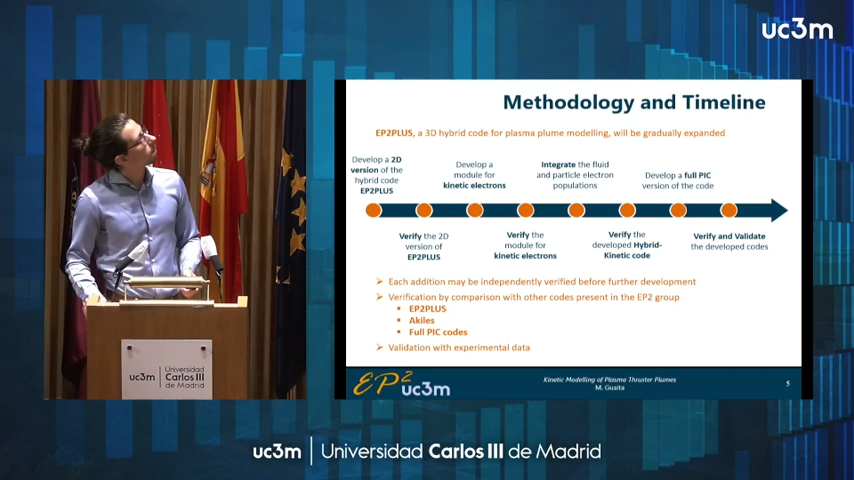 uc3m
Methodology and Timeline
EP2PLUS, a 3D hybrid code for plasma plume modelling, will be gradually expanded
Develop a 2D
version of the
hybrid code
EP2PLUS
Develop a
module for
kinetic electrons
Integrate the fluid
and particle electron
populations
Develop a full PIC
version of the code
Verify the 2D
version of
EP2PLUS
Verify the
module for
kinetic electrons
Verify the
developed Hybrid-
Kinetic code
Verify and Validate
the developed codes
➢ Each addition may be independently verified before further development
➢ Verification by comparison with other codes present in the EP2 group
▪ EP2PLUS
▪ Akiles
▪ Full PIC codes
➢ Validation with experimental data
EP2 uc3m
Kinetic Modelling of Plasma Thruster Plumes
M. Guaita
5
uc3m | Universidad
Carlos III
de Madrid
uc3m | Universidad Carlos III de Madrid